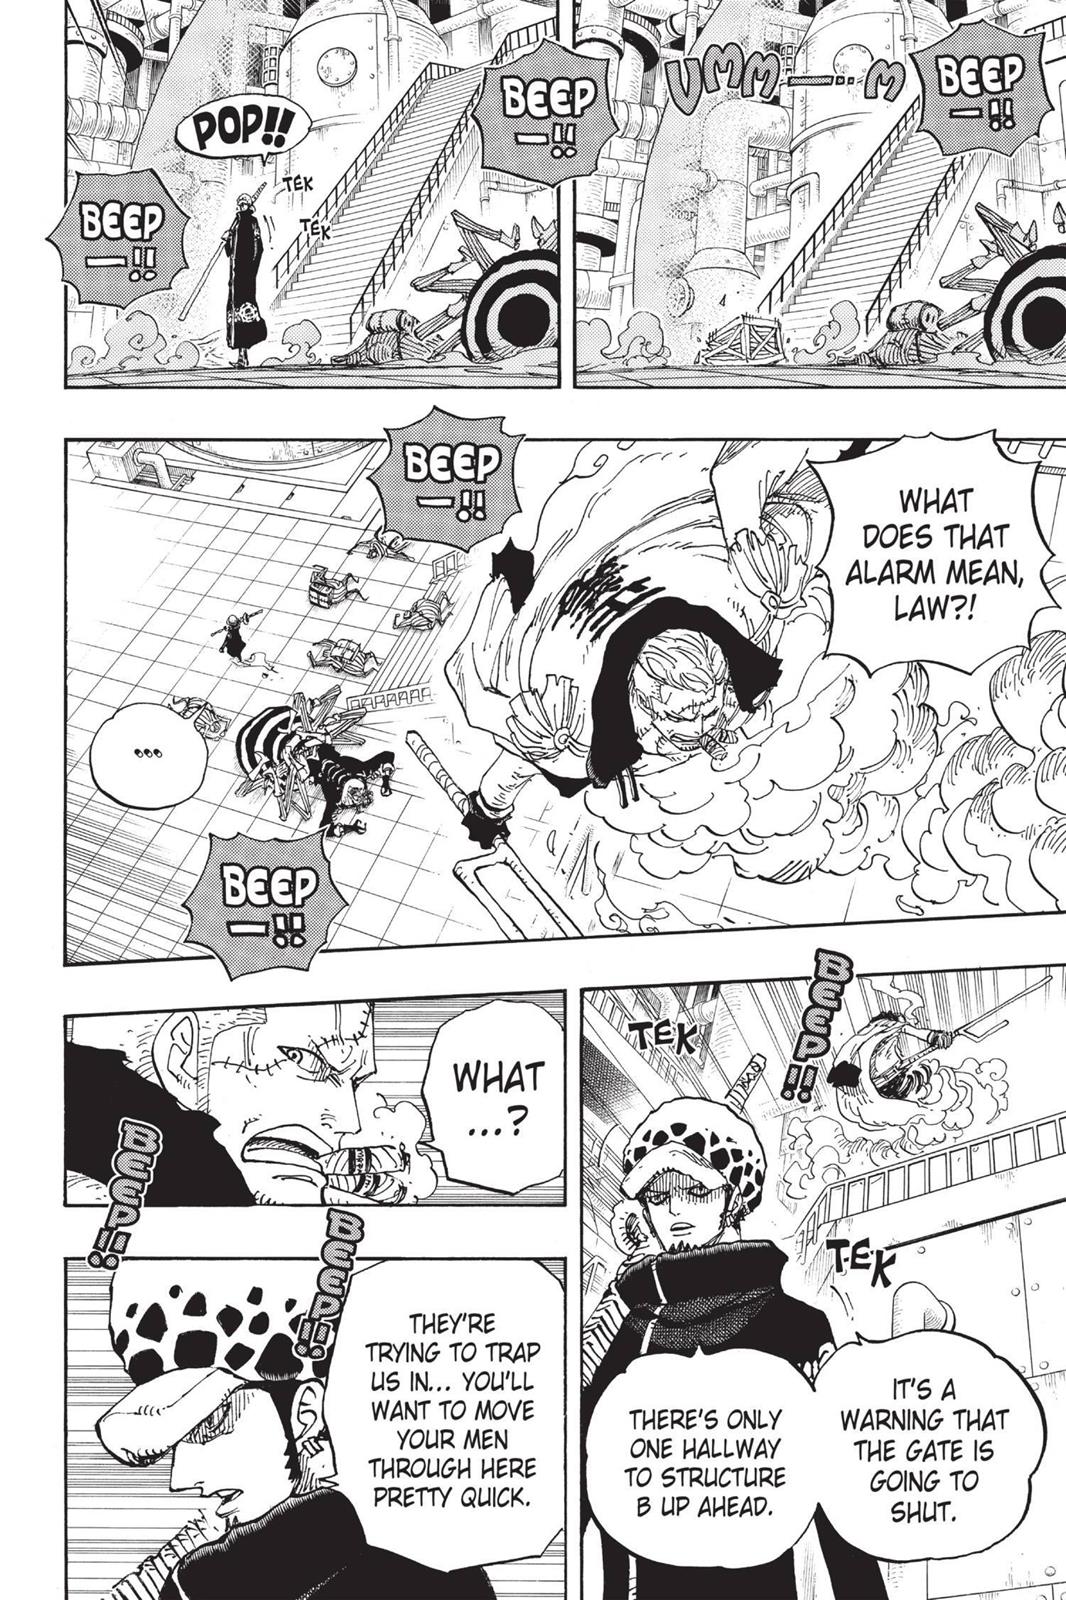 VMMM
BEEP
—!!
BEEP
—!!
POP!!
TEK
TEK
BEEP
—!!
WHAT
DOES THAT
ALARM MEAN,
LAW?!
BEEP
—!!
...
BEEP
—!!
BEEP!!
TEK
TEK
IT'S A
WARNING THAT
THE GATE IS
GOING TO
SHUT.
THERE'S ONLY
ONE HALLWAY
TO STRUCTURE
B UP AHEAD.
WHAT
...?
BEEP!!
BEEP!!
THEY'RE
TRYING TO TRAP
US IN... YOU'LL
WANT TO MOVE
YOUR MEN
THROUGH HERE
PRETTY QUICK.